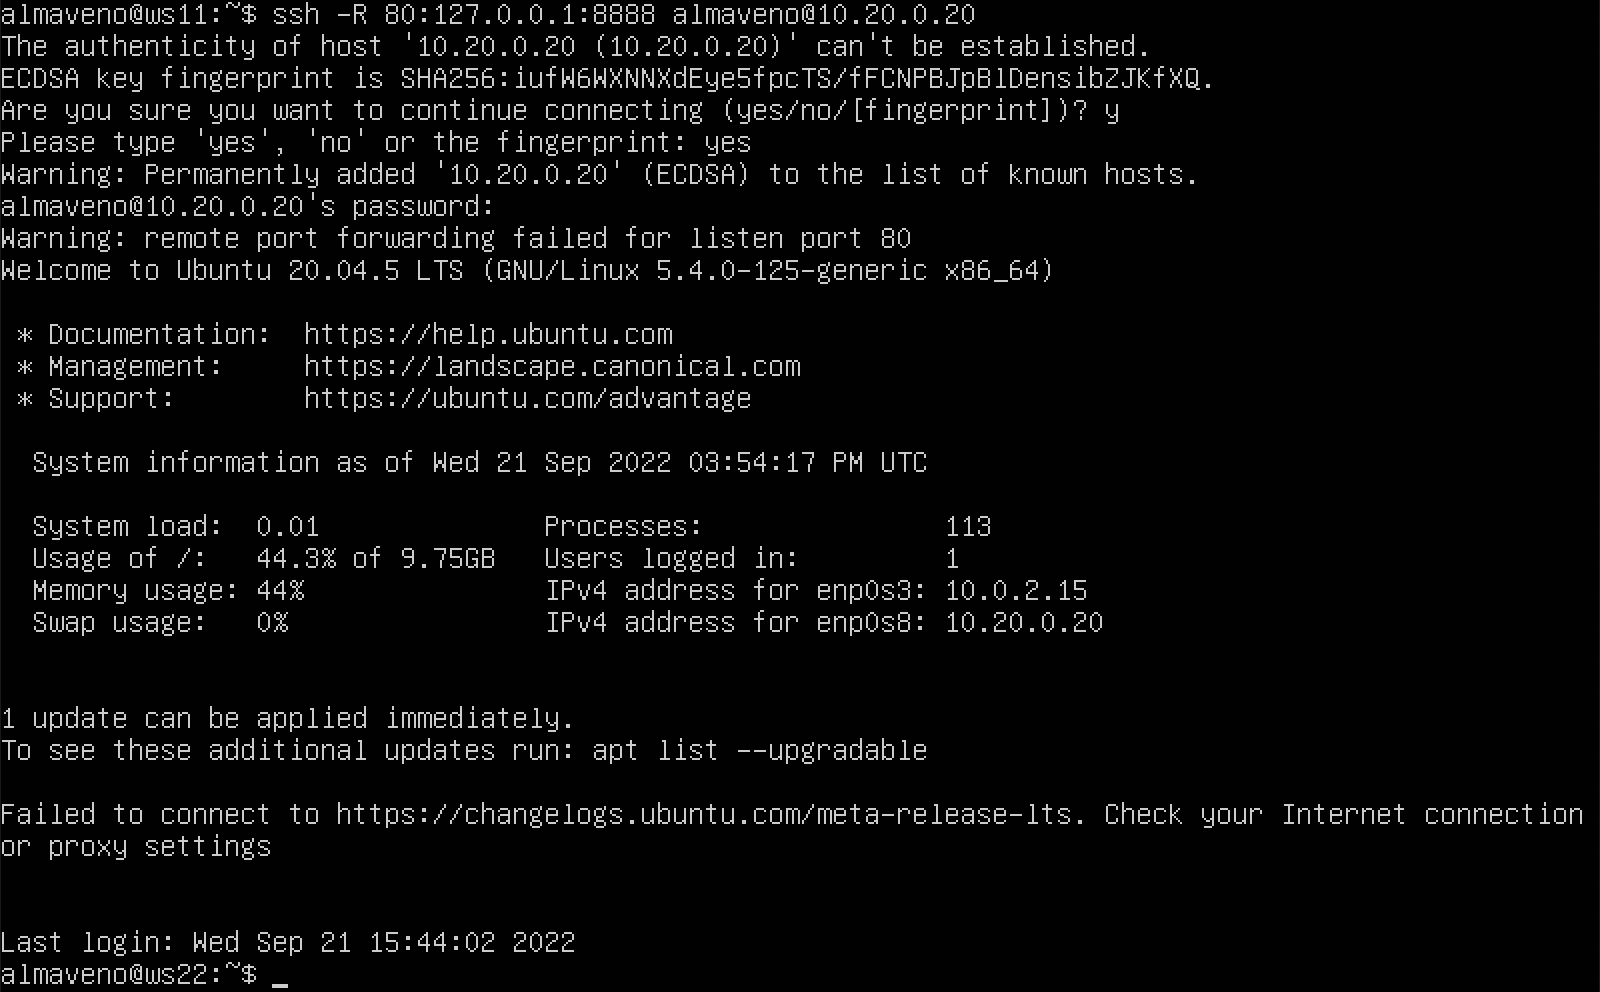 almaveno@ws11:~$ ssh -R 80:127.0.0.1:8888 almaveno@10.20.0.20
The authenticity of host '10.20.0.20 (10.20.0.20)' can't be established.
ECDSA key fingerprint is SHA256:iufW6WXNNXdEye5fpcTS/fFCNPBJpBlDensibZJKfXQ.
Are you sure you want to continue connecting (yes/no/[fingerprint])? y
Please type 'yes', 'no' or the fingerprint: yes
Warning: Permanently added '10.20.0.20' (ECDSA) to the list of known hosts.
almaveno@10.20.0.20's password:
Warning: remote port forwarding failed for listen port 80
Welcome to Ubuntu 20.04.5 LTS (GNU/Linux 5.4.0-125-generic x86_64)

 * Documentation:  https://help.ubuntu.com
 * Management:     https://landscape.canonical.com
 * Support:        https://ubuntu.com/advantage

  System information as of Wed 21 Sep 2022 03:54:17 PM UTC

  System load:  0.01              Processes:               113
  Usage of /:   44.3% of 9.75GB   Users logged in:         1
  Memory usage: 44%               IPv4 address for enp0s3: 10.0.2.15
  Swap usage:   0%                IPv4 address for enp0s8: 10.20.0.20

1 update can be applied immediately.
To see these additional updates run: apt list --upgradable

Failed to connect to https://changelogs.ubuntu.com/meta-release-lts. Check your Internet connection
or proxy settings

Last login: Wed Sep 21 15:44:02 2022
almaveno@ws22:~$ _